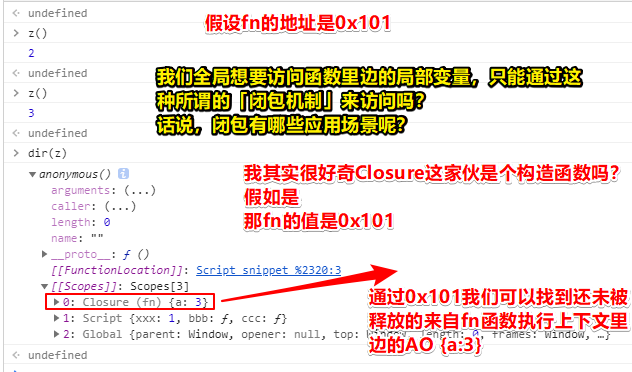 undefined
假设fn的地址是0x101
z()
2
undefined
我们全局想要访问函数里边的局部变量，只能通过这
z()
种所谓的「闭包机制」来访问吗？
3
话说，闭包有哪些应用场景呢？
undefined
dir(z)
anonymous()
我其实很好奇Closure这家伙是个构造函数吗？
arguments: (...)
假如是
caller: (...)
那fn的值是0x101
length: 0
name: ""
__proto__: ƒ ()
[[FunctionLocation]]: Script snippet %2320:3
[[Scopes]]: Scopes[3]
0: Closure (fn) {a: 3}
通过0x101我们可以找到还未被
1: Script {xxx: 1, bbb: ƒ, ccc: ƒ}
释放的来自fn函数执行上下文里
2: Global {parent: Window, opener: null, top: Window, length: 0, frames: Window, …}
边的AO {a:3}
undefined